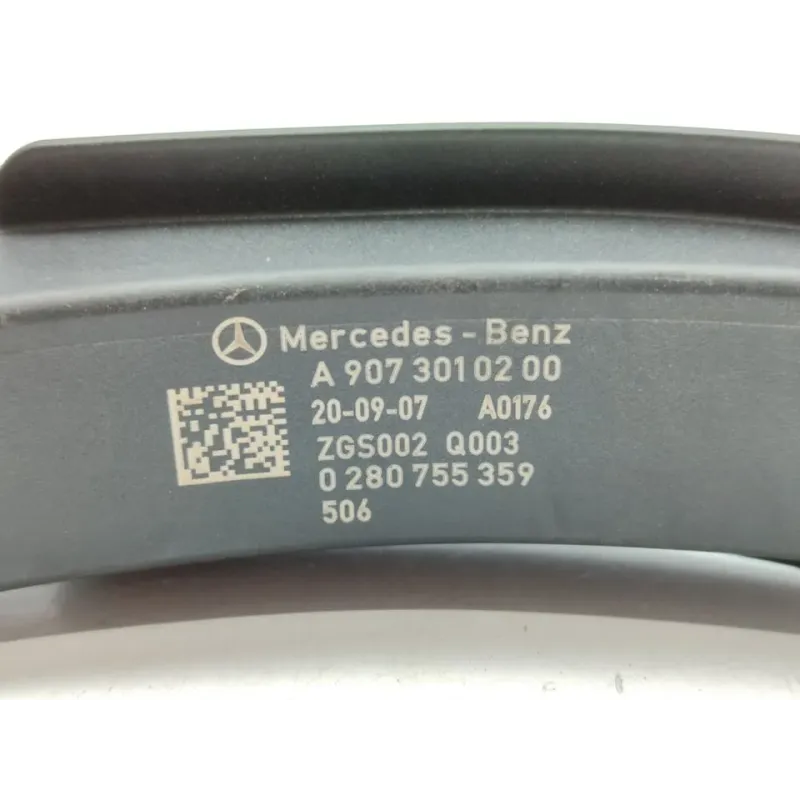 Mercedes-Benz
A 907 301 02 00
20-09-07 A0176
ZGS002 Q003
0 280 755 359
506